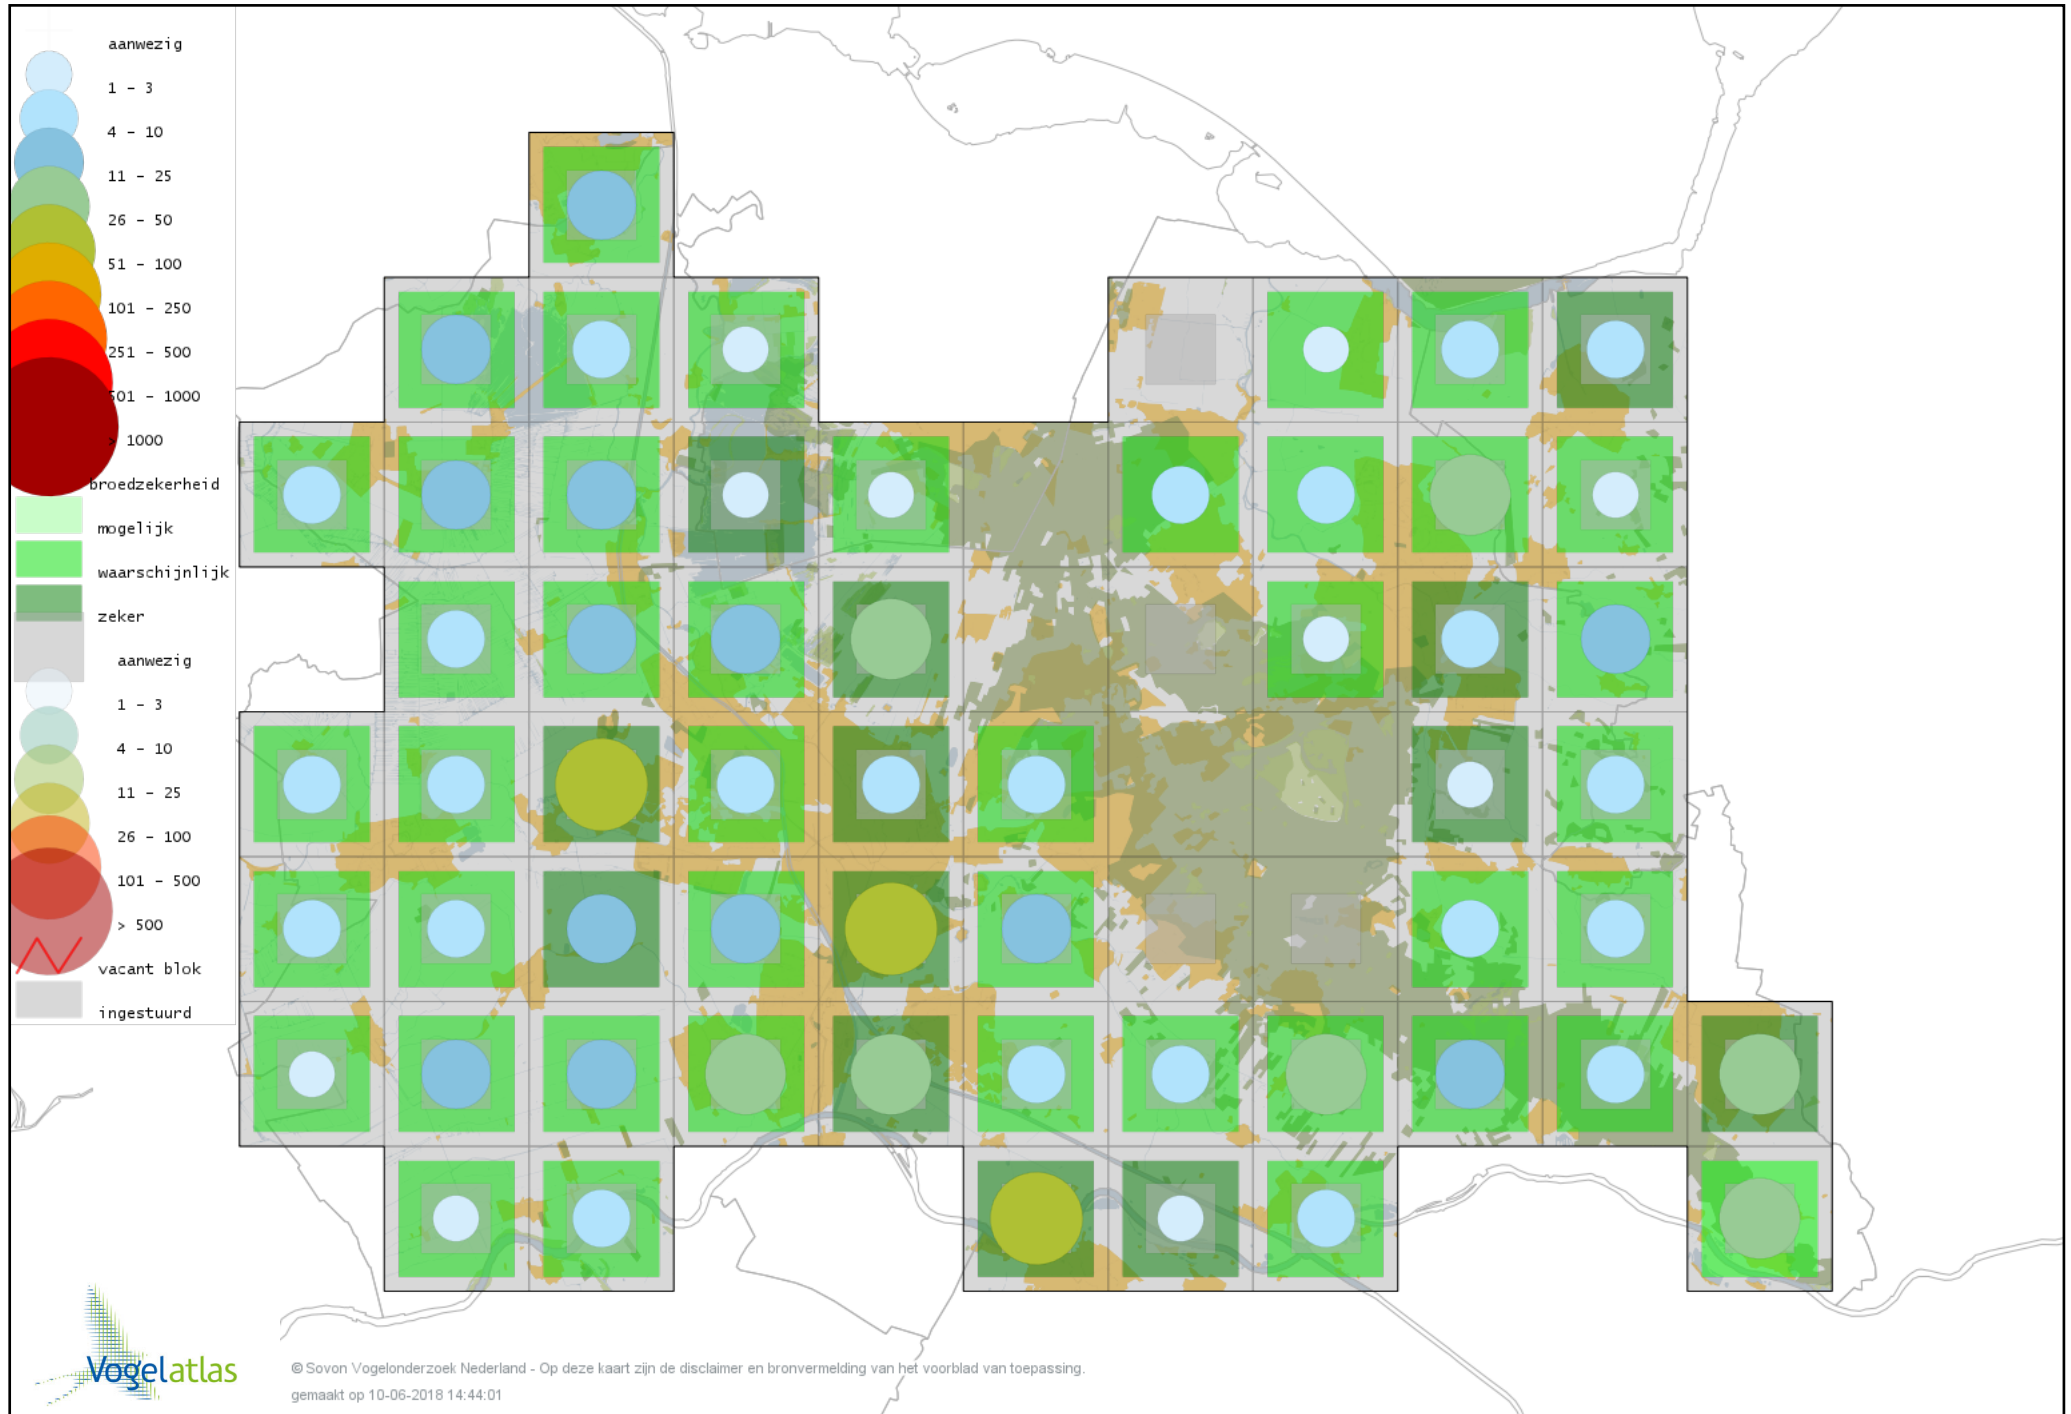 aanwezig
1 - 3
4 - 10
11 - 25
26 - 50
51 - 100
101 - 250
251 - 500
501 - 1000
> 1000
broedzekerheid
mogelijk
waarschijnlijk
zeker
aanwezig
1 - 3
4 - 10
11 - 25
26 - 100
101 - 500
> 500
vacant blok
ingestuurd
Vogelatlas
© Sovon Vogelonderzoek Nederland - Op deze kaart zijn de disclaimer en bronvermelding van het voorblad van toepassing.
gemaakt op 10-06-2018 14:44:01